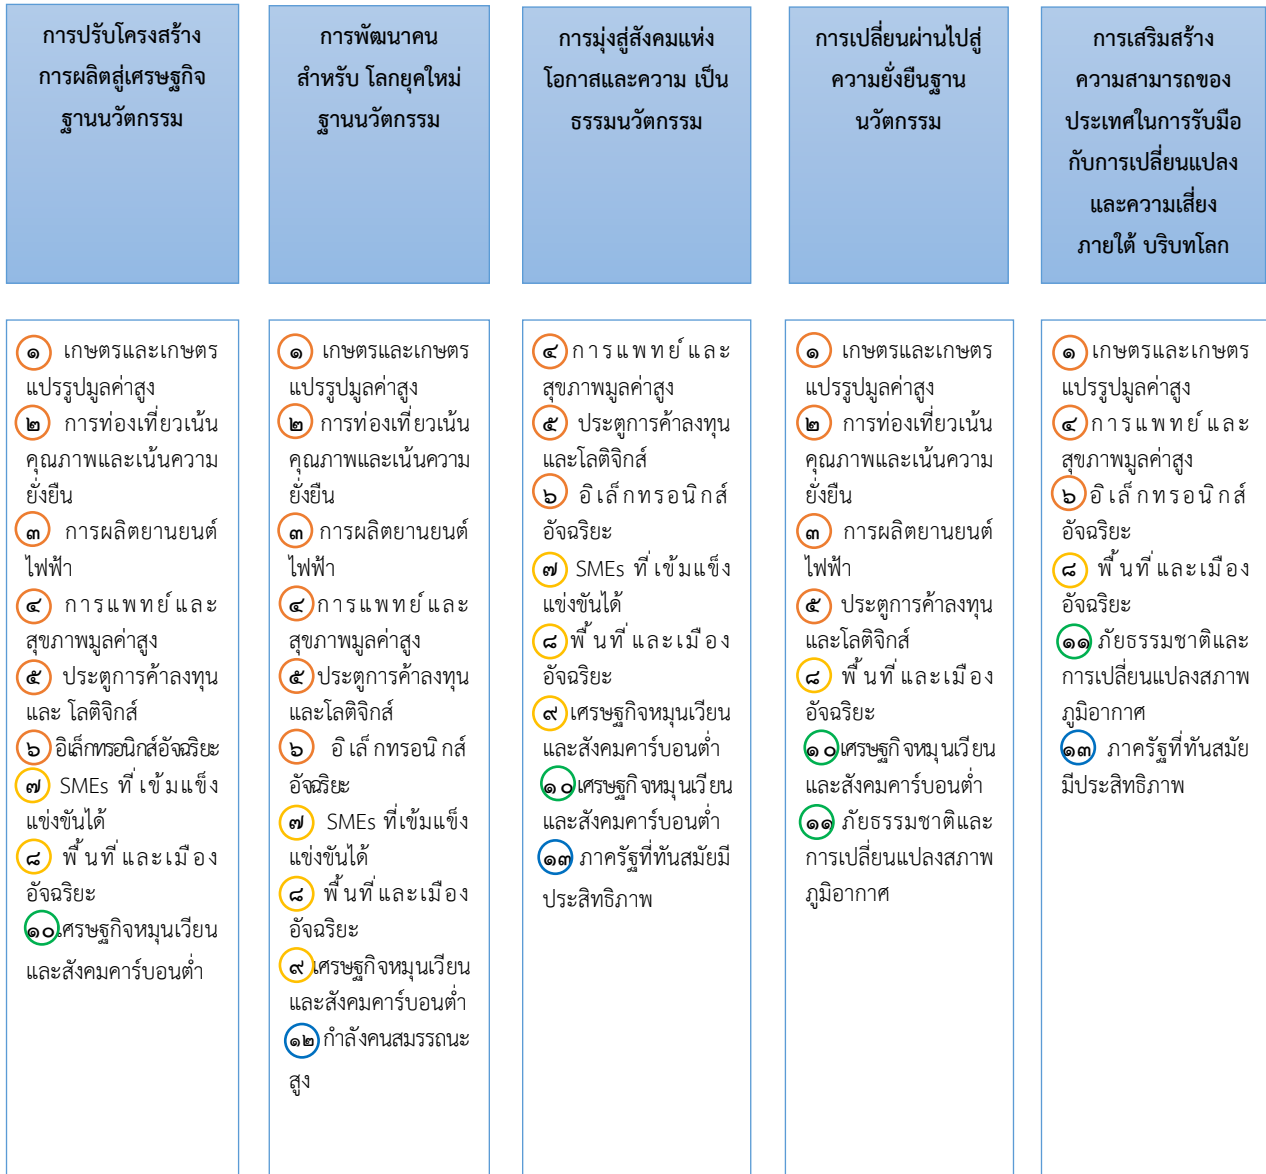 การปรับโครงสร้าง
การผลิตสู่เศรษฐกิจ
ฐานนวัตกรรม
การพัฒนาคน
สำหรับ โลกยุคใหม่
ฐานนวัตกรรม
การมุ่งสู่สังคมแห่ง
โอกาสและความ เป็น
ธรรมนวัตกรรม
การเปลี่ยนผ่านไปสู่
ความยั่งยืนฐาน
นวัตกรรม
การเสริมสร้าง
ความสามารถของ
ประเทศในการรับมือ
กับการเปลี่ยนแปลง
และความเสี่ยง
ภายใต้ บริบทโลก
๑ เกษตรและเกษตร
แปรรูปมูลค่าสูง
๒ การท่องเที่ยวเน้น
คุณภาพและเน้นความ
ยั่งยืน
๓ การผลิตยานยนต์
ไฟฟ้า
๔ การแพทย์และ
สุขภาพมูลค่าสูง
๕ ประตูการค้าลงทุน
และ โลติจิกส์
๖ อิเล็กทรอนิกส์อัจฉริยะ
๗ SMEs ที่เข้มแข็ง
แข่งขันได้
๘ พื้นที่และเมือง
อัจฉริยะ
๑๐ เศรษฐกิจหมุนเวียน
และสังคมคาร์บอนต่ำ
๑ เกษตรและเกษตร
แปรรูปมูลค่าสูง
๒ การท่องเที่ยวเน้น
คุณภาพและเน้นความ
ยั่งยืน
๓ การผลิตยานยนต์
ไฟฟ้า
๔ การแพทย์และ
สุขภาพมูลค่าสูง
๕ ประตูการค้าลงทุน
และโลติจิกส์
๖ อิเล็กทรอนิกส์
อัจฉริยะ
๗ SMEs ที่เข้มแข็ง
แข่งขันได้
๘ พื้นที่และเมือง
อัจฉริยะ
๙ เศรษฐกิจหมุนเวียน
และสังคมคาร์บอนต่ำ
๑๒ กำลังคนสมรรถนะ
สูง
๔ การแพทย์และ
สุขภาพมูลค่าสูง
๕ ประตูการค้าลงทุน
และโลติจิกส์
๖ อิเล็กทรอนิกส์
อัจฉริยะ
๗ SMEs ที่เข้มแข็ง
แข่งขันได้
๘ พื้นที่และเมือง
อัจฉริยะ
๙ เศรษฐกิจหมุนเวียน
และสังคมคาร์บอนต่ำ
๑๐ เศรษฐกิจหมุนเวียน
และสังคมคาร์บอนต่ำ
๑๓ ภาครัฐที่ทันสมัยมี
ประสิทธิภาพ
๑ เกษตรและเกษตร
แปรรูปมูลค่าสูง
๒ การท่องเที่ยวเน้น
คุณภาพและเน้นความ
ยั่งยืน
๓ การผลิตยานยนต์
ไฟฟ้า
๕ ประตูการค้าลงทุน
และโลติจิกส์
๘ พื้นที่และเมือง
อัจฉริยะ
๑๐ เศรษฐกิจหมุนเวียน
และสังคมคาร์บอนต่ำ
๑๑ ภัยธรรมชาติและ
การเปลี่ยนแปลงสภาพ
ภูมิอากาศ
๑ เกษตรและเกษตร
แปรรูปมูลค่าสูง
๔ การแพทย์และ
สุขภาพมูลค่าสูง
๖ อิเล็กทรอนิกส์
อัจฉริยะ
๘ พื้นที่และเมือง
อัจฉริยะ
๑๑ ภัยธรรมชาติและ
การเปลี่ยนแปลงสภาพ
ภูมิอากาศ
๑๓ ภาครัฐที่ทันสมัย
มีประสิทธิภาพ